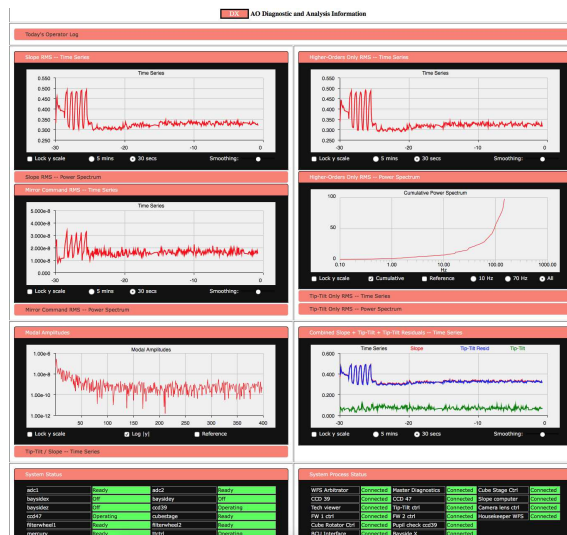 DX AO Diagnostic and Analysis Information
Today's Operator Log
Slope RMS -- Time Series
Time Series
0.550
0.500
0.450
0.400
0.350
0.300
0.250
-30 -20 -10 0
Lock y scale 5 mins 30 secs Smoothing:
Slope RMS -- Power Spectrum
Mirror Command RMS -- Time Series
Time Series
5.000e-8
4.000e-8
3.000e-8
2.000e-8
1.000e-8
0.000
-30 -20 -10 0
Lock y scale 5 mins 30 secs Smoothing:
Mirror Command RMS -- Power Spectrum
Modal Amplitudes
Modal Amplitudes
1.00e-6
1.00e-8
1.00e-10
1.00e-12
50 100 150 200 250 300 350 400
Lock y scale Log (y) Reference
Tip-Tilt / Slope -- Time Series
System Status
adc1 Ready adc2 Ready
baysidex Off baysidey Off
baysidez Off ccd39 Operating
ccd47 Operating cubestage Ready
filterwheel1 Ready filterwheel2 Ready
mercury Ready Operating
Higher-Orders Only RMS -- Time Series
Time Series
0.550
0.500
0.450
0.400
0.350
0.300
0.250
-30 -20 -10 0
Lock y scale 5 mins 30 secs Smoothing:
Higher-Orders Only RMS -- Power Spectrum
Cumulative Power Spectrum
100
50
0
0.10 1.00 10.00 100.00 1000.00
Hz
Lock y scale Cumulative Reference 10 Hz 70 Hz All
Tip-Tilt Only RMS -- Time Series
Tip-Tilt Only RMS -- Power Spectrum
Combined Slope + Tip-Tilt + Tip-Tilt Residuals -- Time Series
Time Series Slope Tip-Tilt Resid Tip-Tilt
0.600
0.400
0.200
0.000
-30 -20 -10 0
Lock y scale 5 mins 30 secs Smoothing:
System Process Status
WFS Arbitrator Connected Master Diagnostics Connected Cube Stage Ctrl Connected
CCD 39 Connected CCD 47 Connected Slope computer Connected
Tech viewer Connected Tip-Tilt ctrl Connected Camera lens ctrl Connected
FW 1 ctrl Connected FW 2 ctrl Connected Housekeeper WFS Connected
Cube Rotator Ctrl Connected Pupil check ccd39 Connected
BCU Interface Connected Bayside X Connected